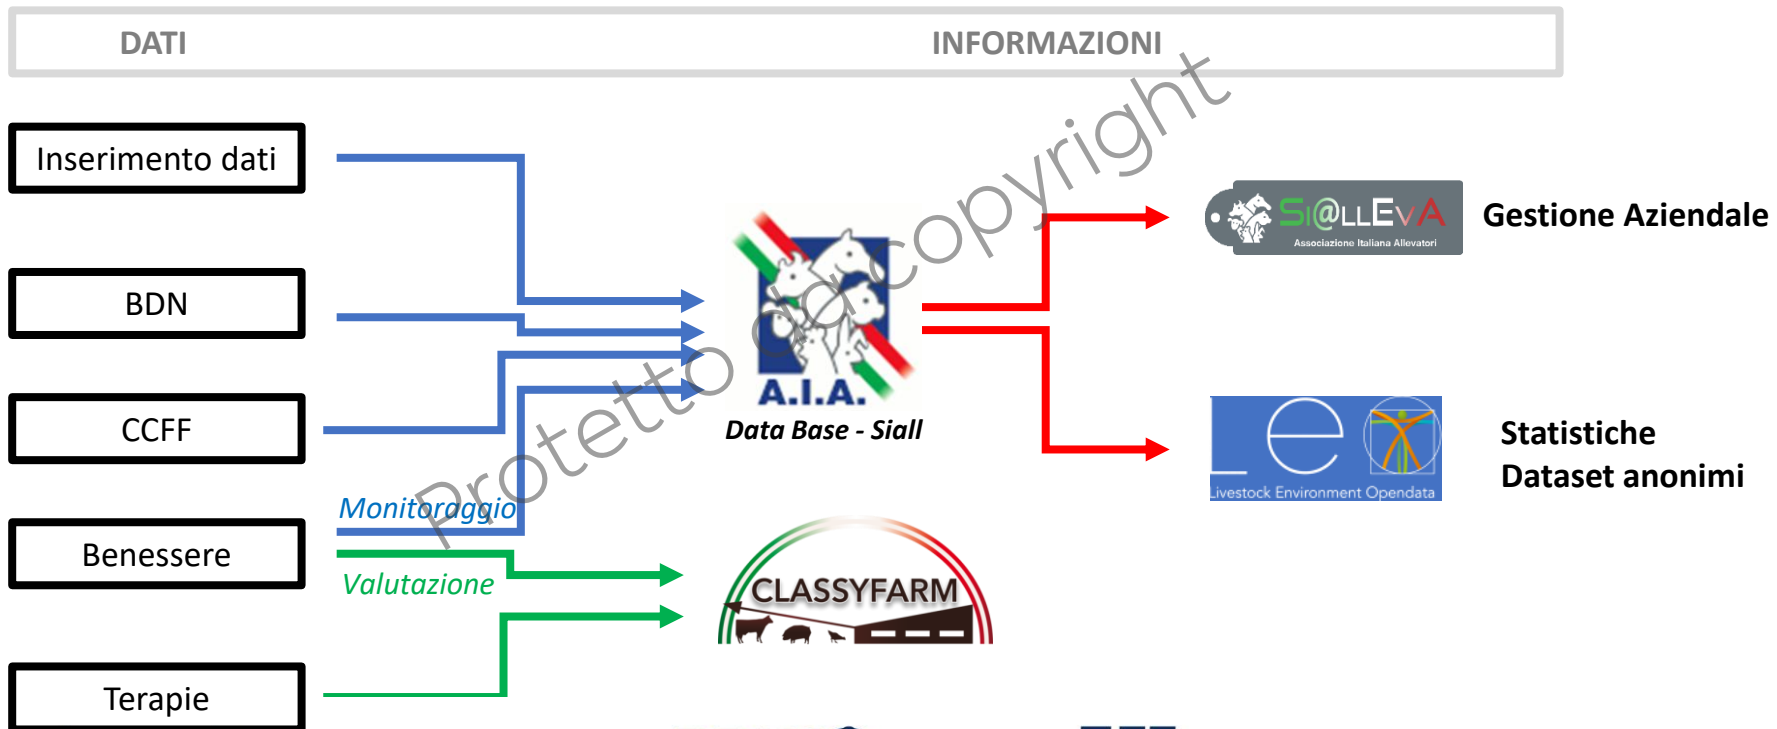 DATI
INFORMAZIONI
Inserimento dati
BDN
CCFF
Benessere
Terapie
Monitoraggio
Valutazione
A.I.A.
Data Base - Siall
CLASSYFARM
SI@LLEVA
Associazione Italiana Allevatori
Gestione Aziendale
Leo
Livestock Environment Opendata
Statistiche
Dataset anonimi
Protetto da copyright